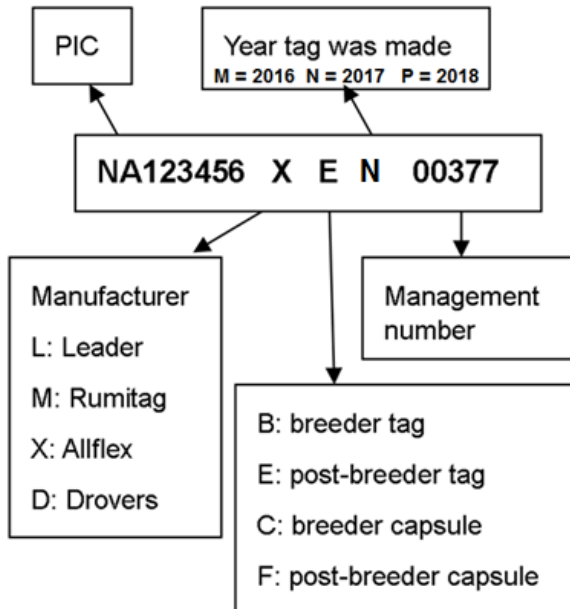 PIC
Year tag was made
M = 2016 N = 2017 P = 2018
NA123456 X E N 00377
Manufacturer
L: Leader
M: Rumitag
X: Allflex
D: Drovers
Management
number
B: breeder tag
E: post-breeder tag
C: breeder capsule
F: post-breeder capsule